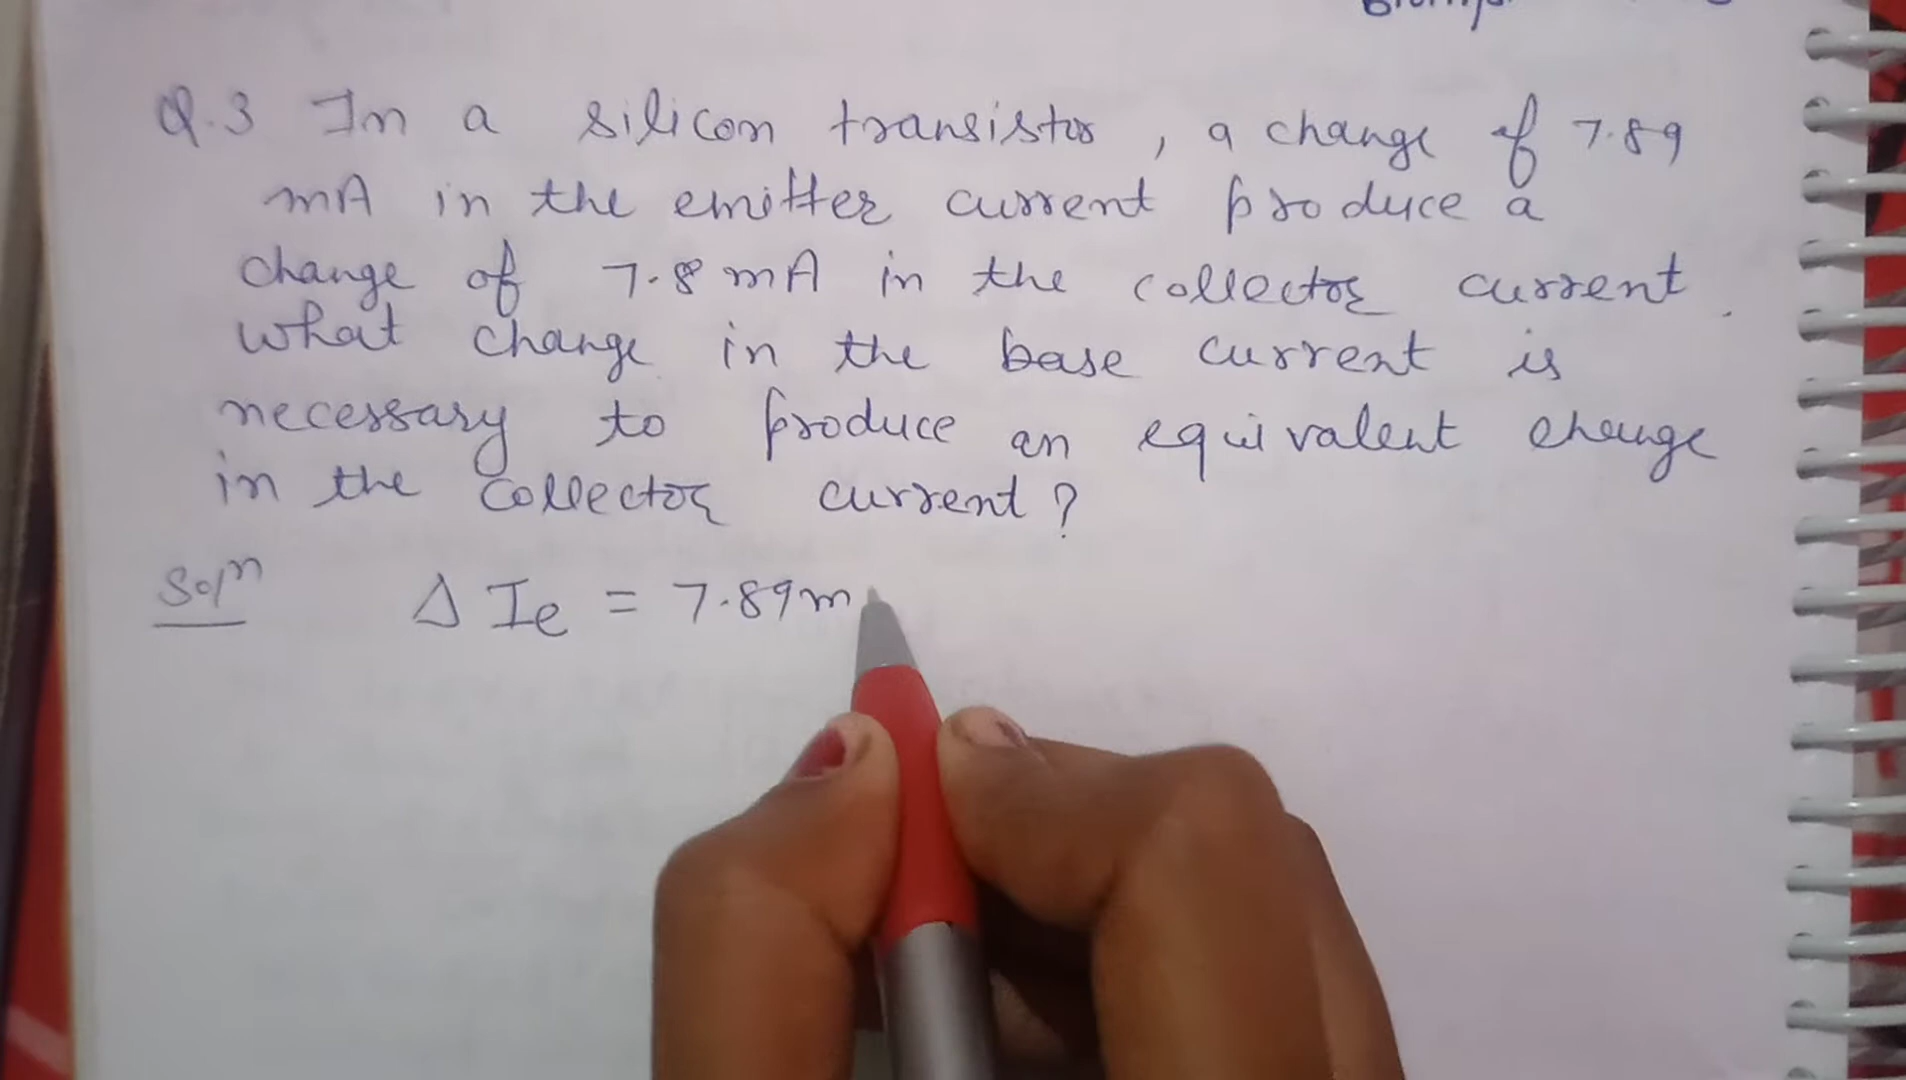 Q.3 In a silicon transistor, a change of 7.89
mA in the emitter current produce a
change of 7.8 mA in the collector current.
what change in the base current is
necessary to produce an equivalent change
in the collector current?
Solⁿ Δ Ie = 7.89m